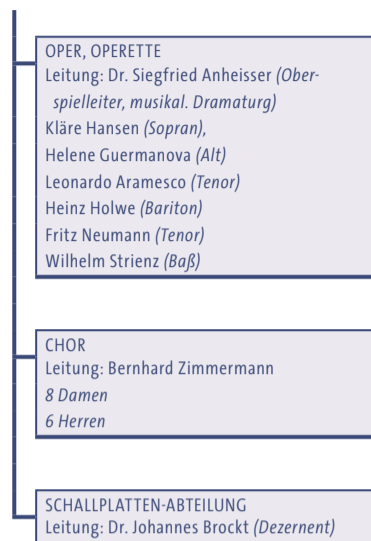 OPER, OPERETTE
Leitung: Dr. Siegfried Anheisser (Ober-
spielleiter, musikal. Dramaturg)
Kläre Hansen (Sopran),
Helene Guermanova (Alt)
Leonardo Aramesco (Tenor)
Heinz Holwe (Bariton)
Fritz Neumann (Tenor)
Wilhelm Strienz (Baß)
CHOR
Leitung: Bernhard Zimmermann
8 Damen
6 Herren
SCHALLPLATTEN-ABTEILUNG
Leitung: Dr. Johannes Brockt (Dezernent)